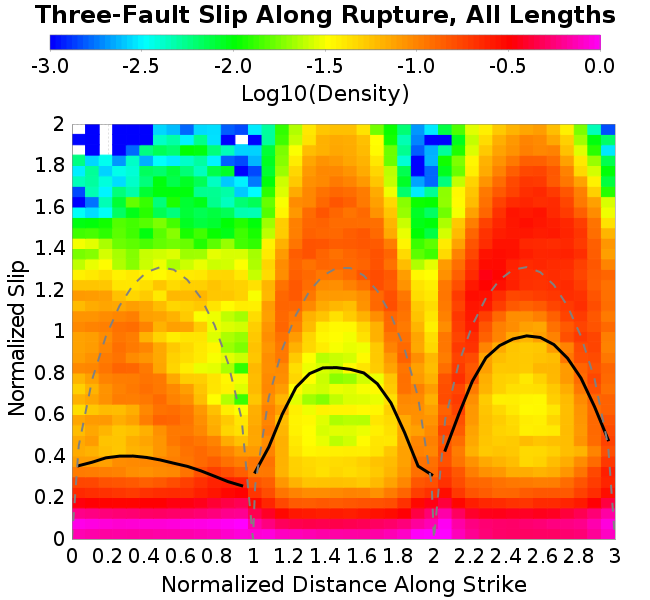 Three-Fault Slip Along Rupture, All Lengths
-3.0 -2.5 -2.0 -1.5 -1.0 -0.5 0.0
Log10(Density)
Normalized Slip
2
1.8
1.6
1.4
1.2
1
0.8
0.6
0.4
0.2
0
0 0.2 0.4 0.6 0.8 1 1.2 1.4 1.6 1.8 2 2.2 2.4 2.6 2.8 3
Normalized Distance Along Strike